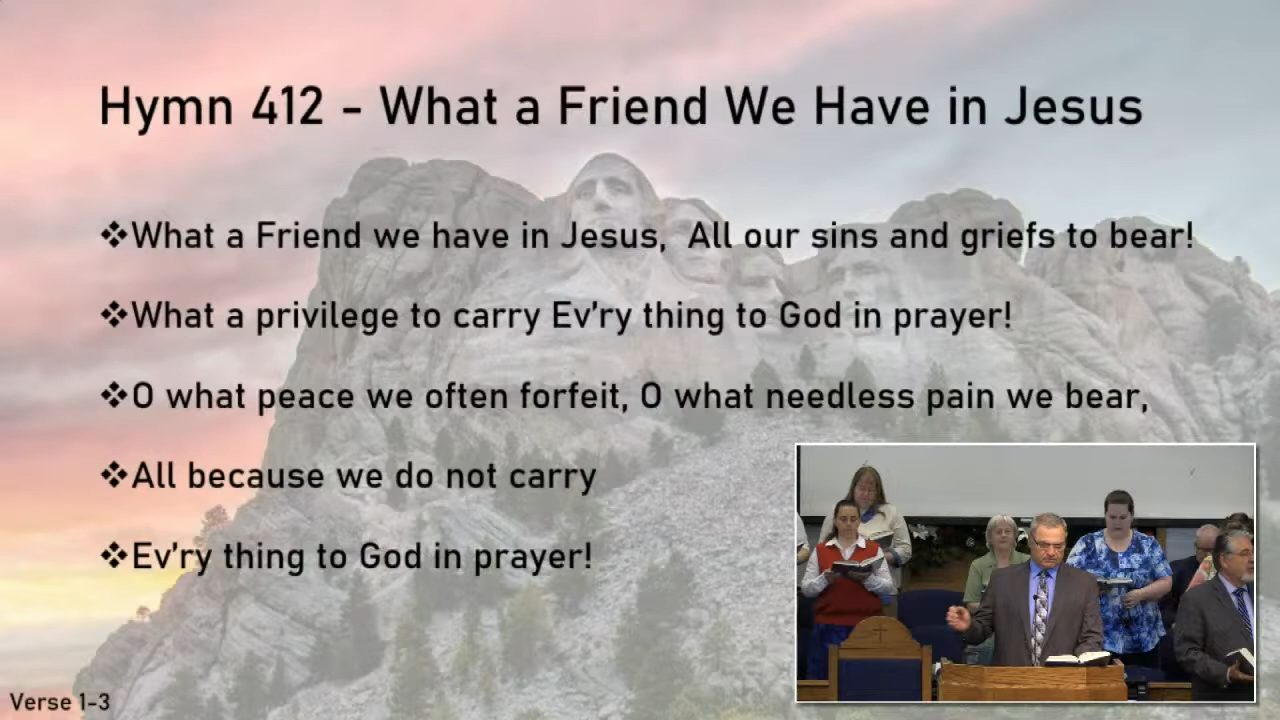 Hymn 412 - What a Friend We Have in Jesus
❖What a Friend we have in Jesus,  All our sins and griefs to bear!
❖What a privilege to carry Ev’ry thing to God in prayer!
❖O what peace we often forfeit, O what needless pain we bear,
❖All because we do not carry
❖Ev’ry thing to God in prayer!
Verse 1-3